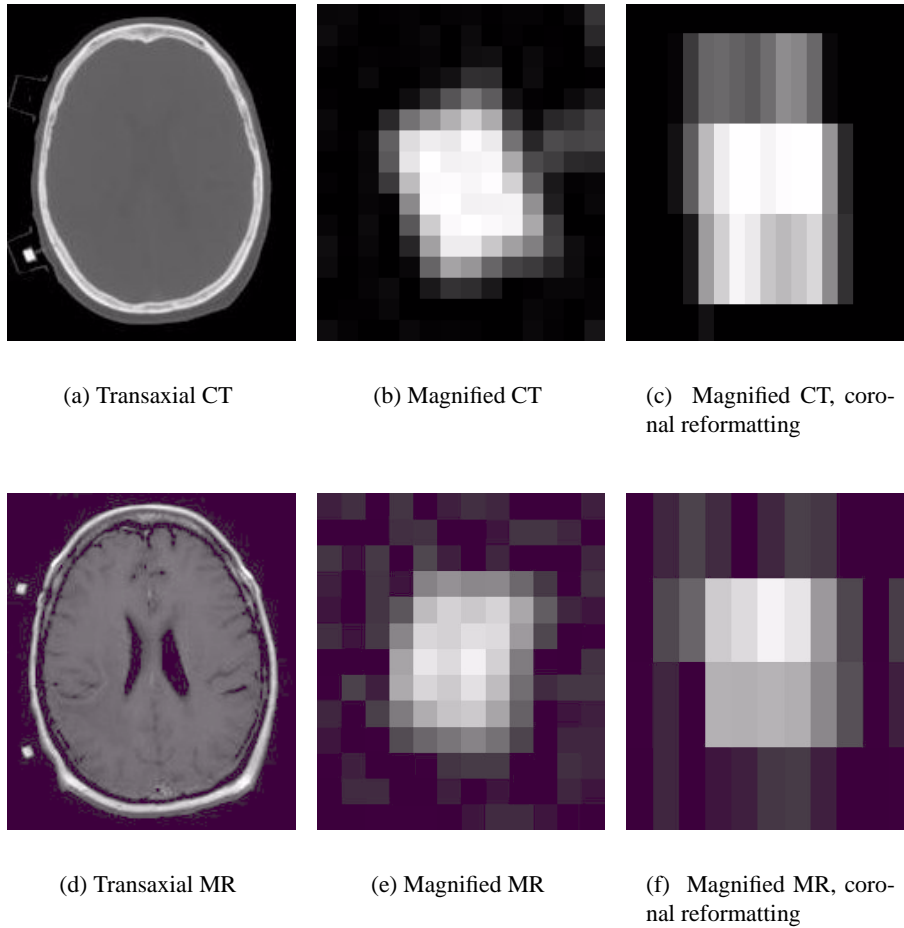 (a) Transaxial CT
(b) Magnified CT
(c) Magnified CT, coro-
nal reformatting
(d) Transaxial MR
(e) Magnified MR
(f) Magnified MR, coro-
nal reformatting